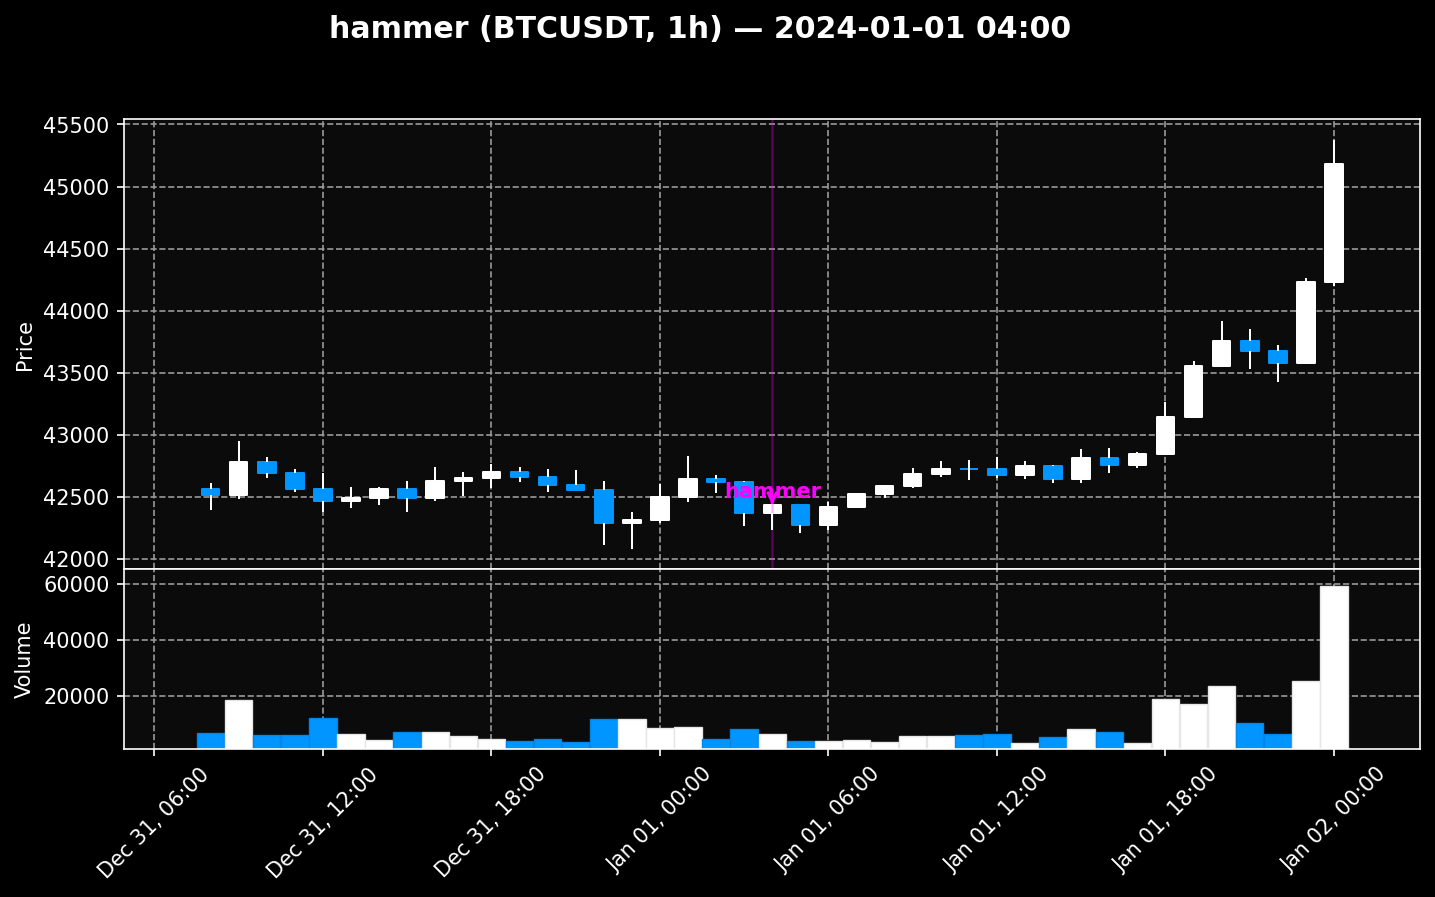 hammer (BTCUSDT, 1h) — 2024-01-01 04:00
45500
45000
44500
44000
43500
43000
42500
42000
Price
hammer
60000
40000
20000
Volume
Dec 31, 06:00
Dec 31, 12:00
Dec 31, 18:00
Jan 01, 00:00
Jan 01, 06:00
Jan 01, 12:00
Jan 01, 18:00
Jan 02, 00:00